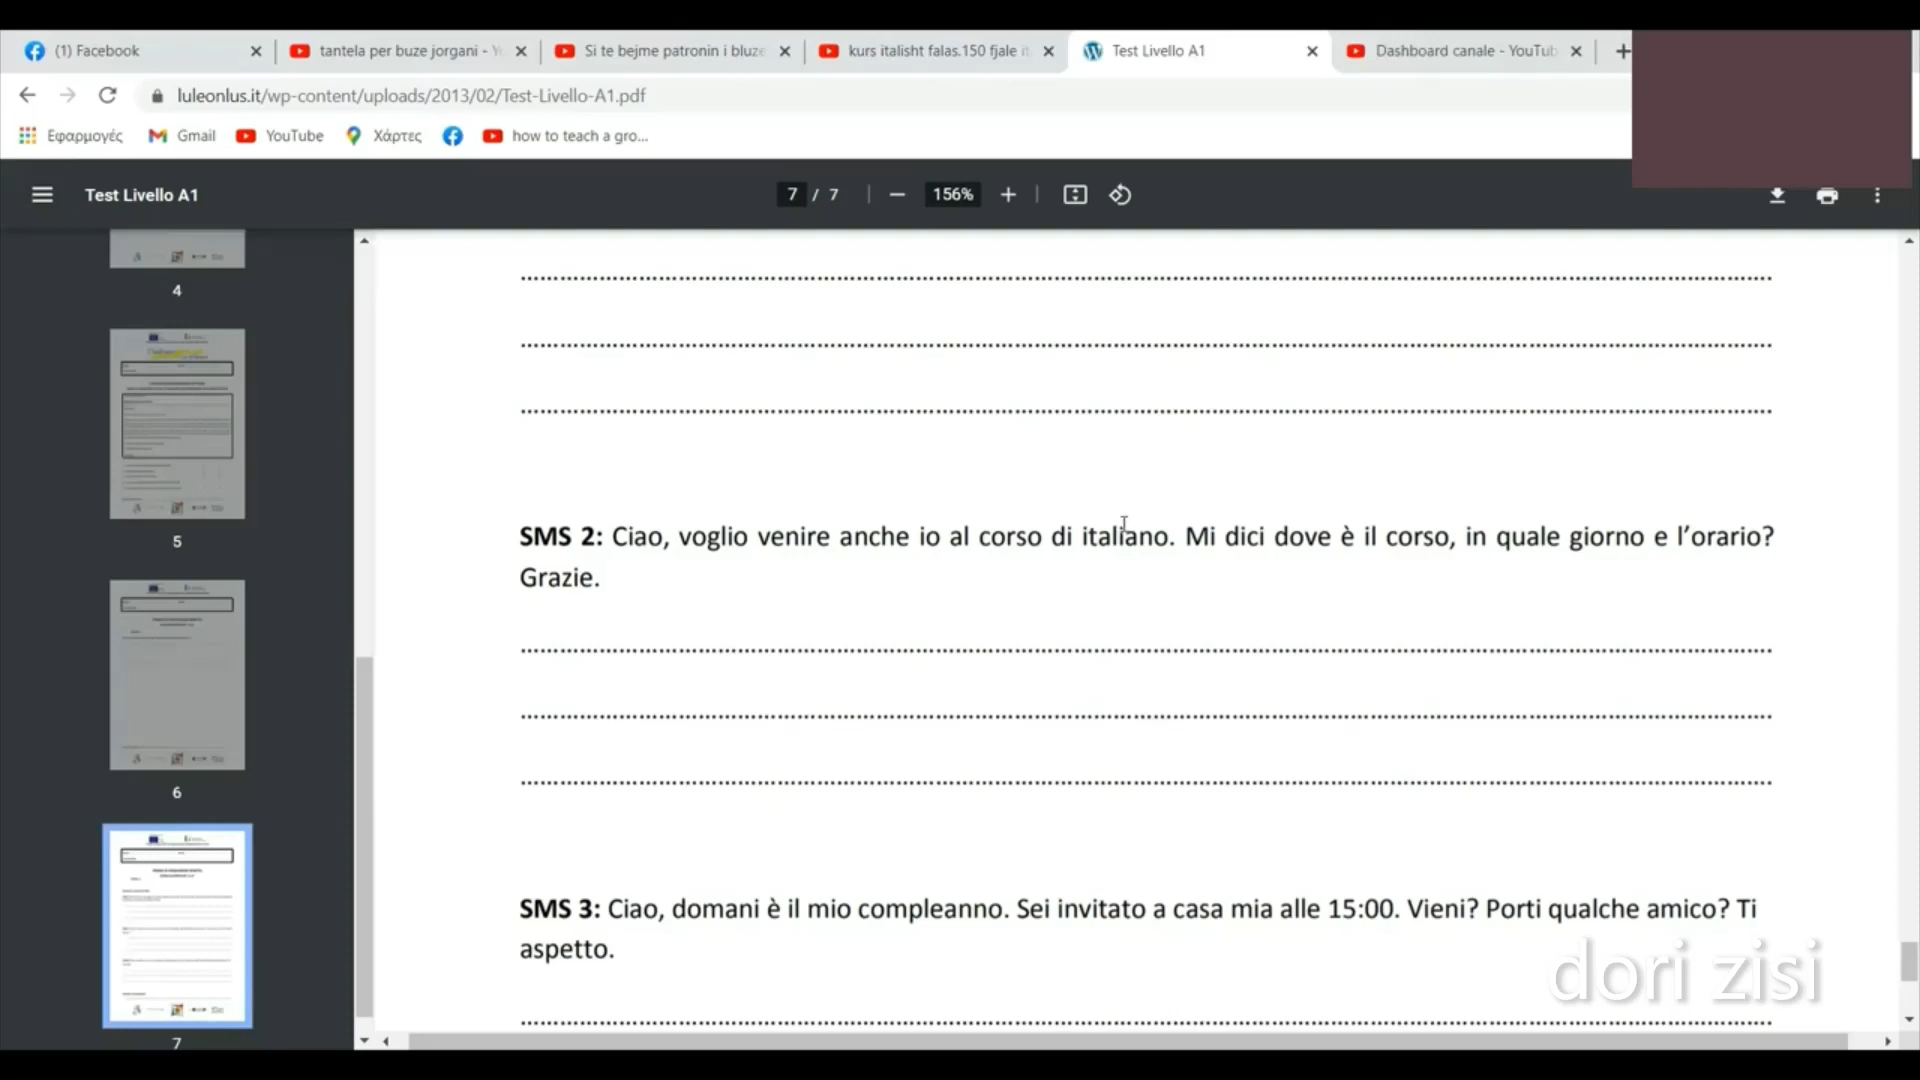 (1) Facebook
tantela per buze jorgani -
Si te bejme patronin i bluze
kurs italisht falas.150 fjale it
Test Livello A1
Dashboard canale - YouTub
luleonlus.it/wp-content/uploads/2013/02/Test-Livello-A1.pdf
Εφαρμογές
Gmail
YouTube
Χάρτες
how to teach a gro...
Test Livello A1
7 / 7
156%
4
5
6
7
SMS 2: Ciao, voglio venire anche io al corso di italiano. Mi dici dove è il corso, in quale giorno e l’orario?
Grazie.
SMS 3: Ciao, domani è il mio compleanno. Sei invitato a casa mia alle 15:00. Vieni? Porti qualche amico? Ti
aspetto.
dori zisi